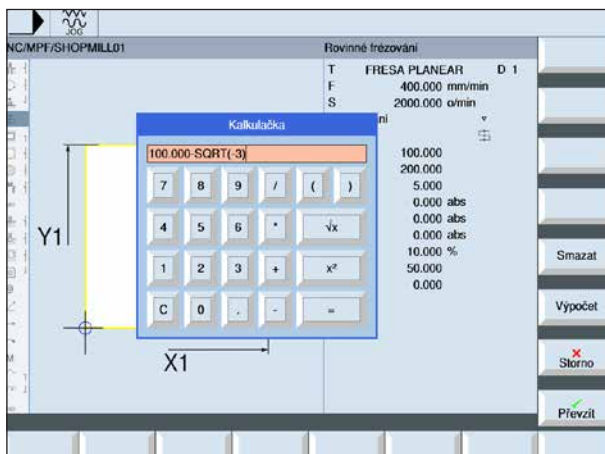 JOG
NC/MPF/SHOPMILL01
Rovinné frézování
T FRESA PLANEAR D 1
F 400.000 mm/min
S 2000.000 o/min
Kalkulačka
100.000-SQRT(-3)
7 8 9 / ( )
4 5 6 * √x
1 2 3 + x²
C 0 . - =
100.000
200.000
5.000
0.000 abs
0.000 abs
0.000 abs
10.000 %
50.000
0.000
Y1
X1
Smazat
Výpočet
Storno
Převzít